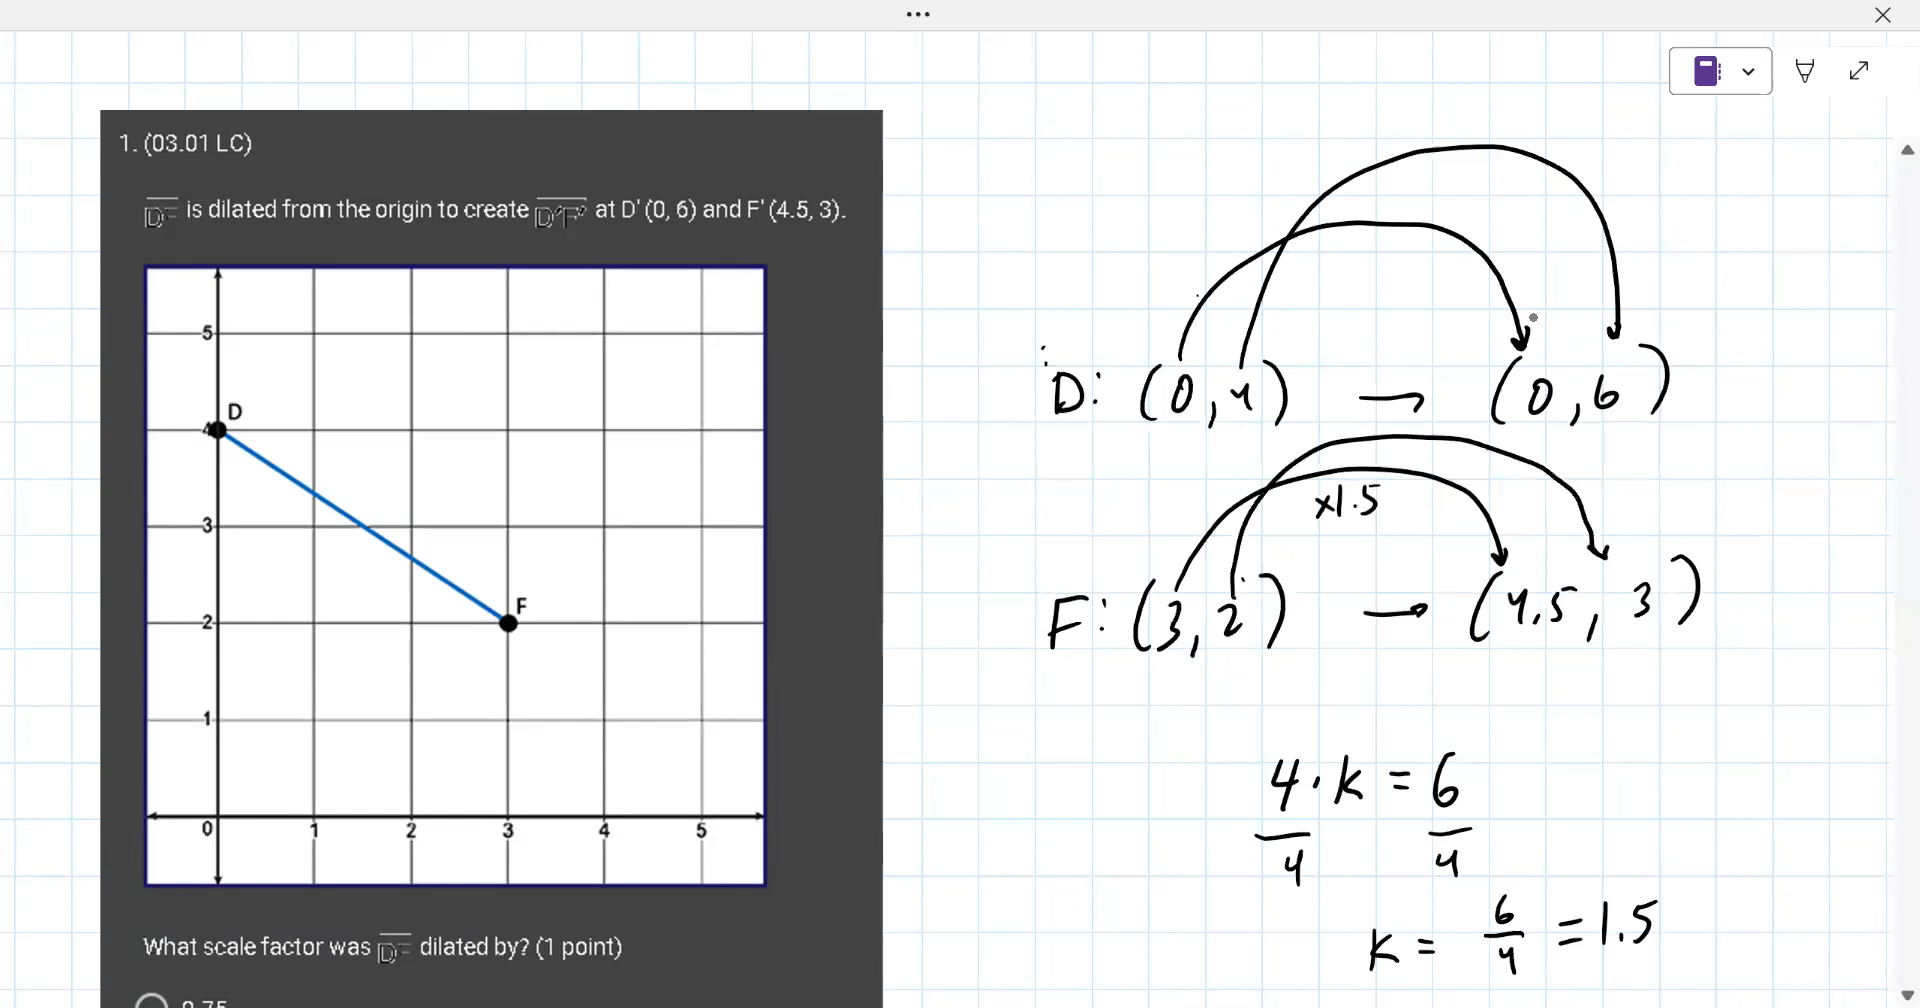 1. (03.01 LC)
DF is dilated from the origin to create D'F' at D' (0, 6) and F' (4.5, 3).
5
D
4
3
F
2
1
0 1 2 3 4 5
What scale factor was DF dilated by? (1 point)
D: (0, 4) → (0, 6)
×1.5
F: (3, 2) → (4.5, 3)
4 · k = 6
4 4
k = 6/4 = 1.5